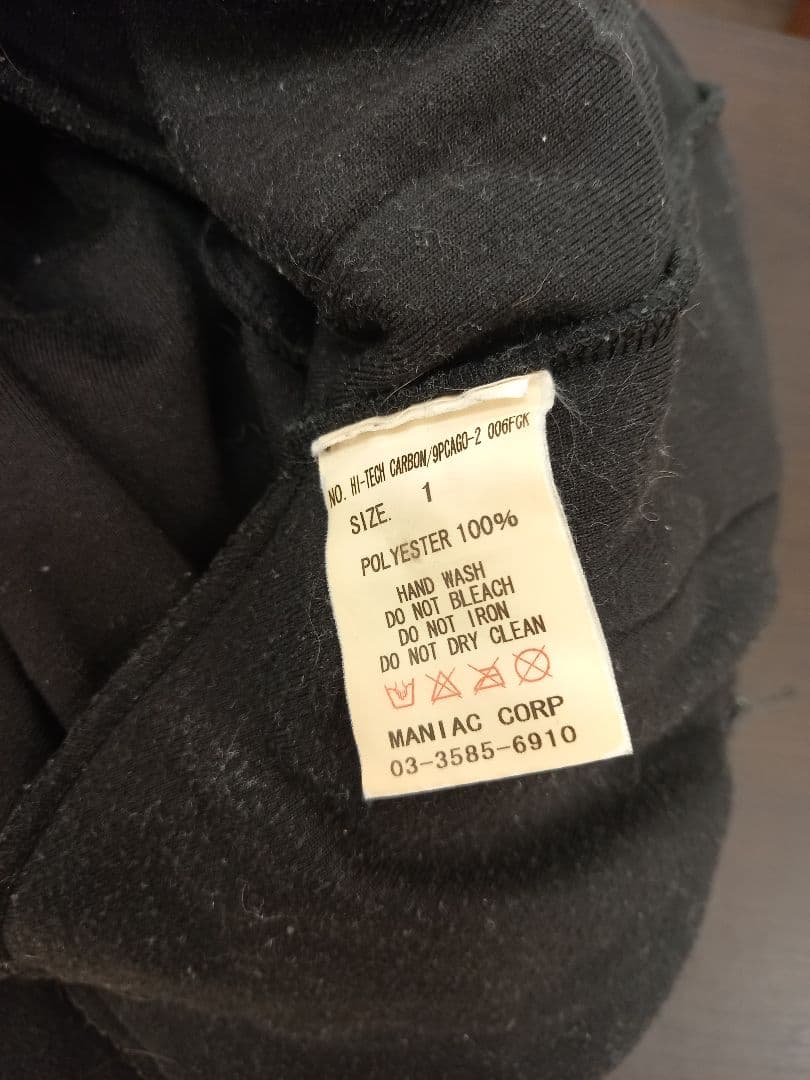 NO. HI-TECH CARBON/9PCAGO-2 006FGK
SIZE. 1
POLYESTER 100%
HAND WASH
DO NOT BLEACH
DO NOT IRON
DO NOT DRY CLEAN
MANIAC CORP
03-3585-6910